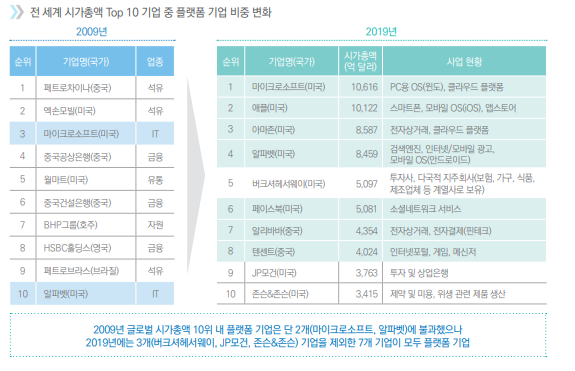 전 세계 시가총액 Top 10 기업 중 플랫폼 기업 비중 변화
2009년
순위 기업명(국가) 업종
1 페트로차이나(중국) 석유
2 엑손모빌(미국) 석유
3 마이크로소프트(미국) IT
4 중국공상은행(중국) 금융
5 월마트(미국) 유통
6 중국건설은행(중국) 금융
7 BHP그룹(호주) 자원
8 HSBC홀딩스(영국) 금융
9 페트로브라스(브라질) 석유
10 알파벳(미국) IT
2019년
순위 기업명(국가) 시가총액 사업 현황
(억 달러)
1 마이크로소프트(미국) 10,616 PC용 OS(윈도), 클라우드 플랫폼
2 애플(미국) 10,122 스마트폰, 모바일 OS(iOS), 앱스토어
3 아마존(미국) 8,587 전자상거래, 클라우드 플랫폼
4 알파벳(미국) 8,459 검색엔진, 인터넷/모바일 광고,
모바일 OS(안드로이드)
5 버크셔헤서웨이(미국) 5,097 투자사, 다국적 지주회사(보험, 가구, 식품,
제조업체 등 계열사로 보유)
6 페이스북(미국) 5,081 소셜네트워크 서비스
7 알리바바(중국) 4,354 전자상거래, 전자결제(핀테크)
8 텐센트(중국) 4,024 인터넷포털, 게임, 메신저
9 JP모건(미국) 3,763 투자 및 상업은행
10 존슨&존슨(미국) 3,415 제약 및 미용, 위생 관련 제품 생산
2009년 글로벌 시가총액 10위 내 플랫폼 기업은 단 2개(마이크로소프트, 알파벳)에 불과했으나
2019년에는 3개(버크셔헤서웨이, JP모건, 존슨&존슨) 기업을 제외한 7개 기업이 모두 플랫폼 기업